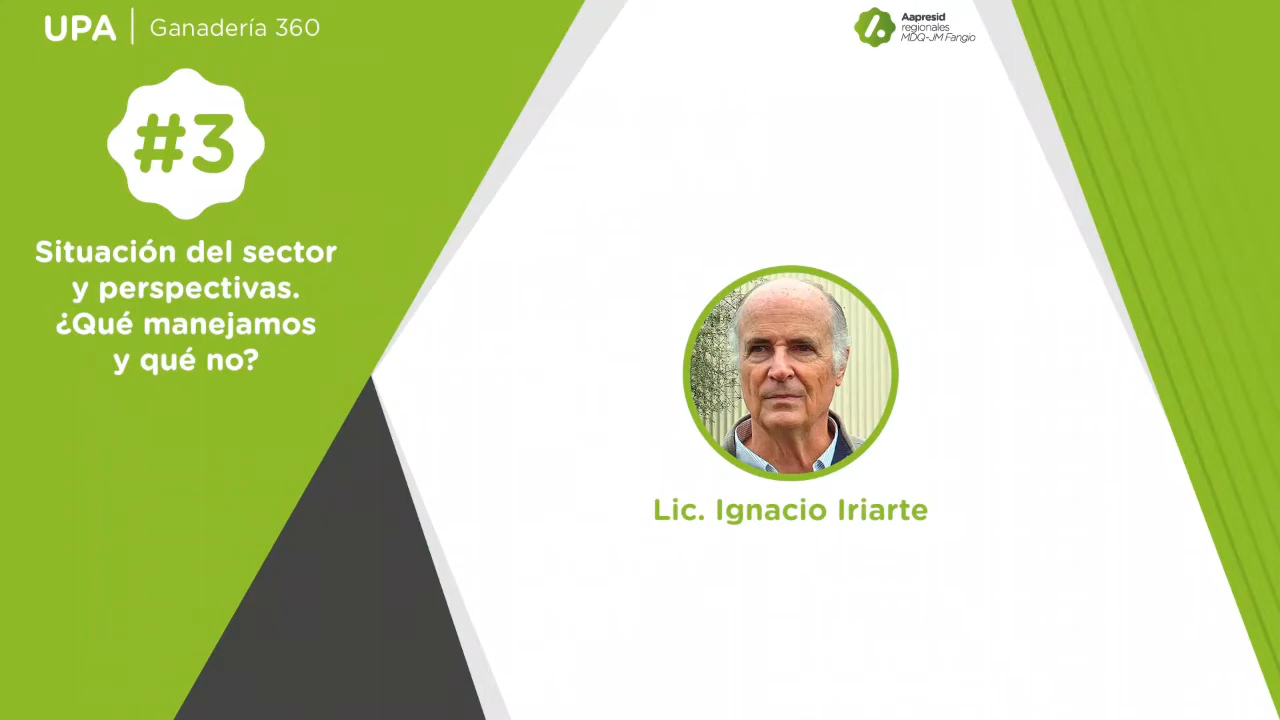 UPA | Ganadería 360
Aapresid
regionales
MDQ-JM Fangio
#3
Situación del sector
y perspectivas.
¿Qué manejamos
y qué no?
Lic. Ignacio Iriarte